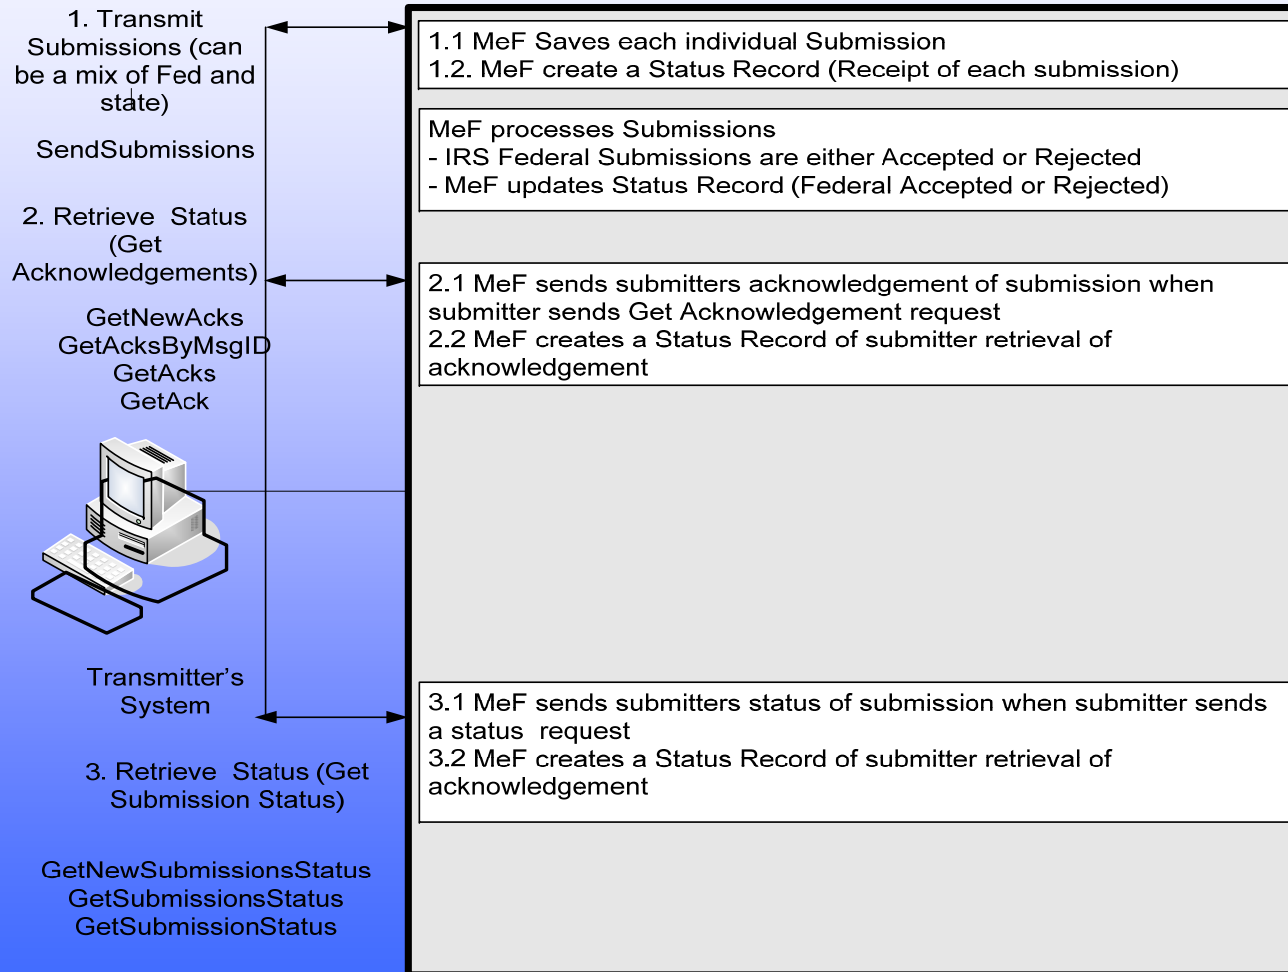 1. Transmit
Submissions (can
be a mix of Fed and
state)
SendSubmissions
2. Retrieve  Status
(Get
Acknowledgements)
GetNewAcks
GetAcksByMsgID
GetAcks
GetAck
Transmitter's
System
3. Retrieve  Status (Get
Submission Status)
GetNewSubmissionsStatus
GetSubmissionsStatus
GetSubmissionStatus
1.1 MeF Saves each individual Submission
1.2. MeF create a Status Record (Receipt of each submission)
MeF processes Submissions
- IRS Federal Submissions are either Accepted or Rejected
- MeF updates Status Record (Federal Accepted or Rejected)
2.1 MeF sends submitters acknowledgement of submission when
submitter sends Get Acknowledgement request
2.2 MeF creates a Status Record of submitter retrieval of
acknowledgement
3.1 MeF sends submitters status of submission when submitter sends
a status  request
3.2 MeF creates a Status Record of submitter retrieval of
acknowledgement